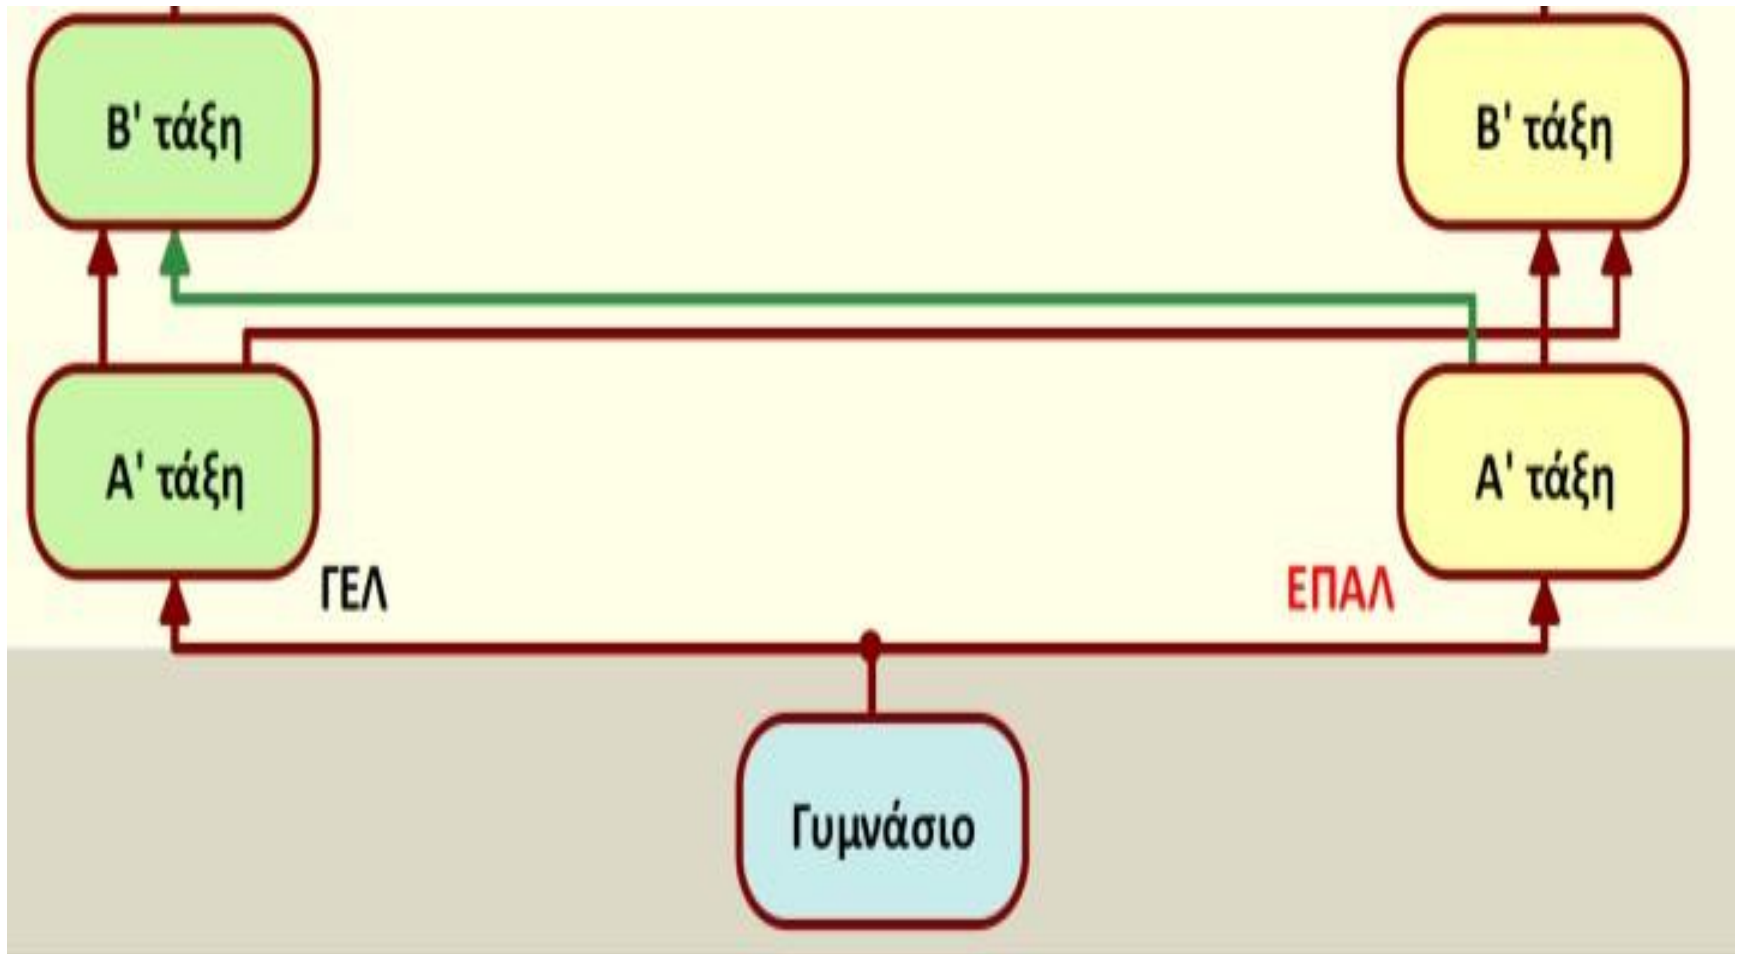 Β' τάξη
Β' τάξη
Α' τάξη
Α' τάξη
ΓΕΛ
ΕΠΑΛ
Γυμνάσιο